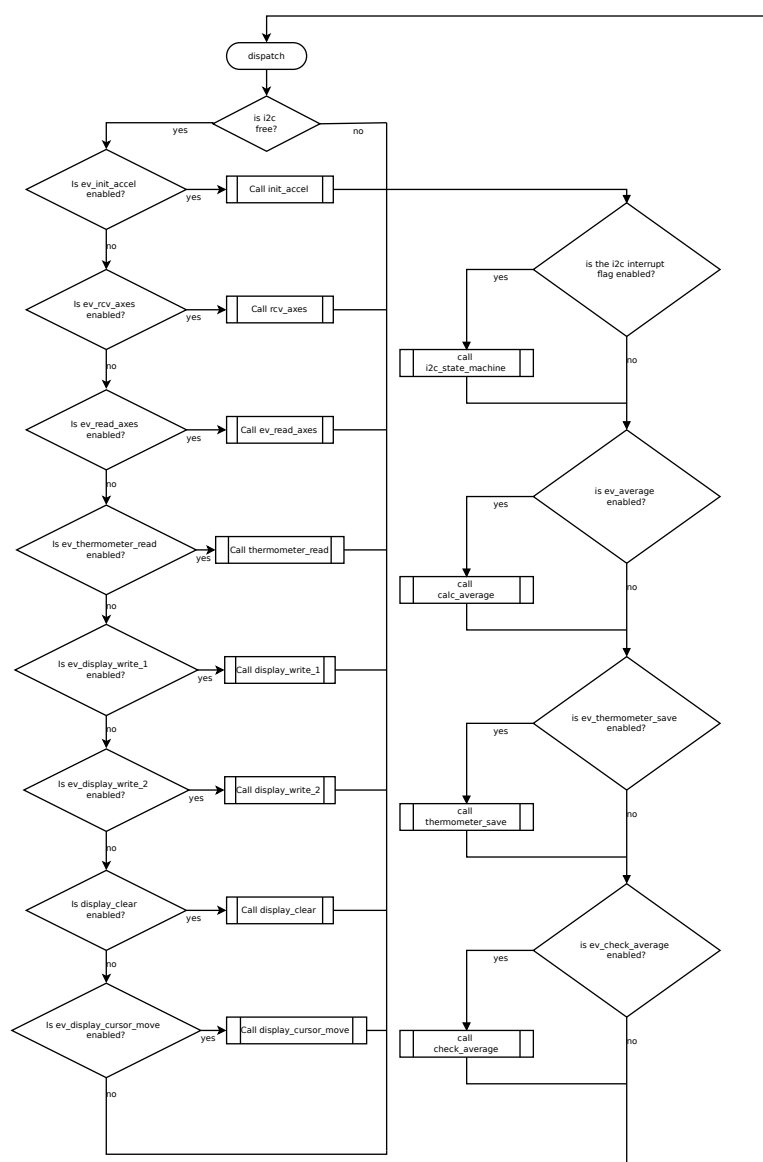 dispatch
is i2c
free?
yes
no
Is ev_init_accel
enabled?
yes
Call init_accel
no
Is ev_rcv_axes
enabled?
yes
Call rcv_axes
no
Is ev_read_axes
enabled?
yes
Call ev_read_axes
no
Is ev_thermometer_read
enabled?
yes
Call thermometer_read
no
Is ev_display_write_1
enabled?
yes
Call display_write_1
no
Is ev_display_write_2
enabled?
yes
Call display_write_2
no
Is display_clear
enabled?
yes
Call display_clear
no
Is ev_display_cursor_move
enabled?
yes
Call display_cursor_move
no
is the i2c interrupt
flag enabled?
yes
call
i2c_state_machine
no
is ev_average
enabled?
yes
call
calc_average
no
is ev_thermometer_save
enabled?
yes
call
thermometer_save
no
is ev_check_average
enabled?
yes
call
check_average
no